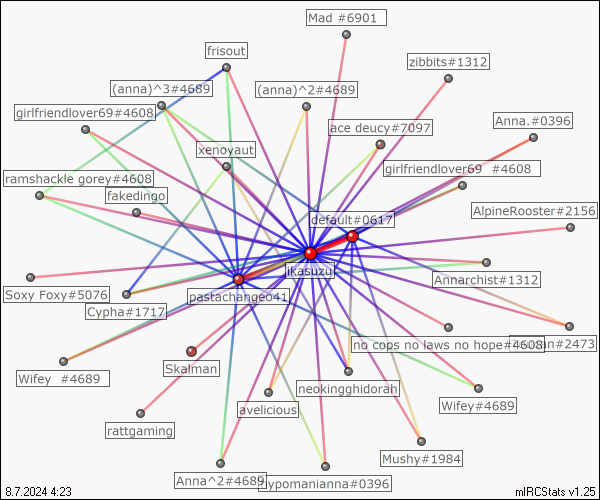 Mad #6901
frisout
zibbits#1312
(anna)^3#4689
(anna)^2#4689
girlfriendlover69#4608
ace deucy#7097
Anna.#0396
xenoyaut
girlfriendlover69 #4608
ramshackle gorey#4608
fakedingo
AlpineRooster#2156
default#0617
ikasuzu
Annarchist#1312
Soxy Foxy#5076
pastachangeo41
Cypha#1717
no cops no laws no hope#4608
#2473
Skalman
Wifey #4689
neokingghidorah
Wifey#4689
avelicious
rattgaming
Mushy#1984
Anna^2#4689
hypomanianna#0396
8.7.2024 4:23
mIRCStats v1.25